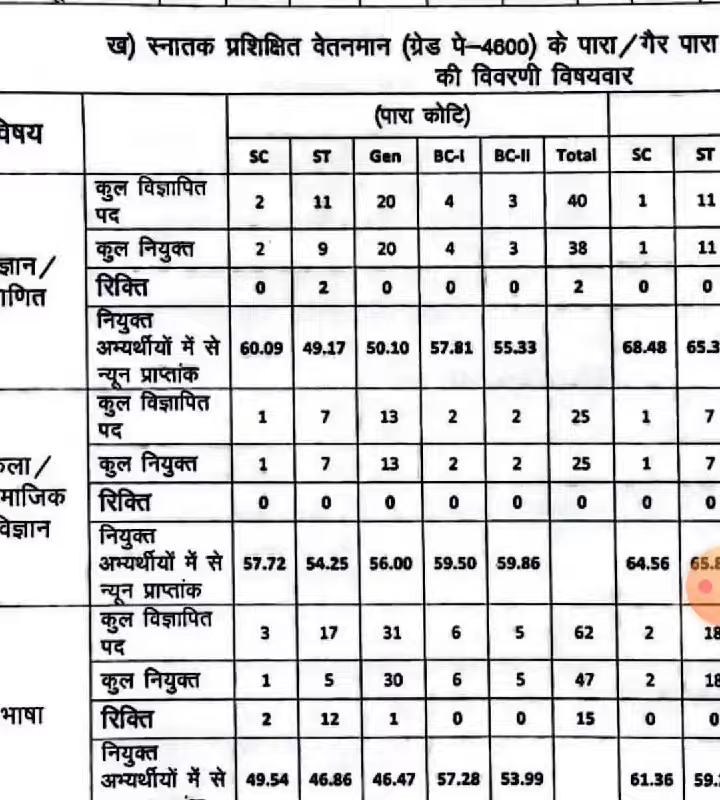 ख) स्नातक प्रशिक्षित वेतनमान (ग्रेड पे–4600) के पारा/गैर पारा
की विवरणी विषयवार
(पारा कोटि)
SC ST Gen BC-I BC-II Total SC ST
कुल विज्ञापित
पद 2 11 20 4 3 40 1 11
कुल नियुक्त 2 9 20 4 3 38 1 11
रिक्ति 0 2 0 0 0 2 0 0
नियुक्त
अभ्यर्थीयों में से 60.09 49.17 50.10 57.81 55.33 68.48
न्यून प्राप्तांक
कुल विज्ञापित
पद 1 7 13 2 2 25 1 7
कुल नियुक्त 1 7 13 2 2 25 1 7
माजिक रिक्ति 0 0 0 0 0 0 0 0
नियुक्त
अभ्यर्थीयों में से 57.72 54.25 56.00 59.50 59.86 64.56
न्यून प्राप्तांक
कुल विज्ञापित
पद 3 17 31 6 5 62 2 18
कुल नियुक्त 1 5 30 6 5 47 2 18
भाषा रिक्ति 2 12 1 0 0 15 0 0
नियुक्त
अभ्यर्थीयों में से 49.54 46.86 46.47 57.28 53.99 61.36